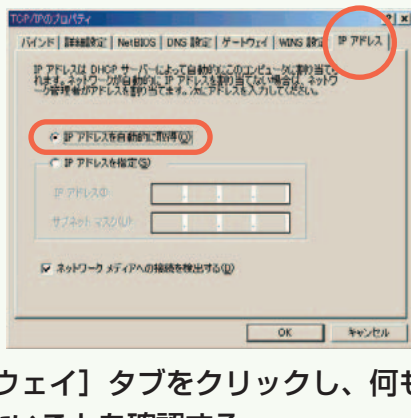 TCP/IPのプロパティ
? ×
バインド 詳細設定 NetBIOS DNS 設定 ゲートウェイ WINS 設定 IP アドレス
IP アドレスは DHCP サーバーによって自動的にこのコンピュータに割り当てら
れます。ネットワークが自動的に IP アドレスを割り当てない場合は、ネットワ
ーク管理者がアドレスを割り当てます。次にアドレスを入力してください。
IP アドレスを自動的に取得(O)
IP アドレスを指定(S)
IP アドレス(I):
サブネット マスク(U):
ネットワーク メディアへの接続を検出する(D)
OK キャンセル
ウェイ］タブをクリックし、何も